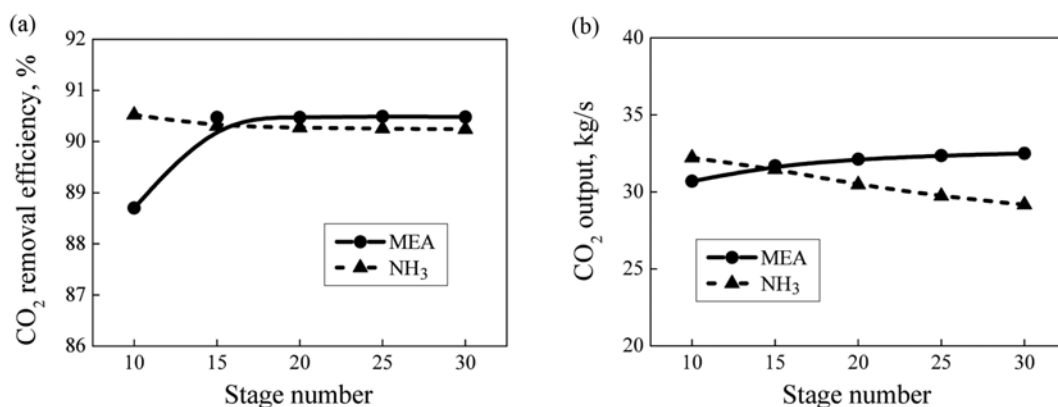 (a)
92
91
90
89
88
87
86
CO₂ removal efficiency, %
MEA
NH₃
10 15 20 25 30
Stage number
(b)
40
35
30
25
20
CO₂ output, kg/s
MEA
NH₃
10 15 20 25 30
Stage number